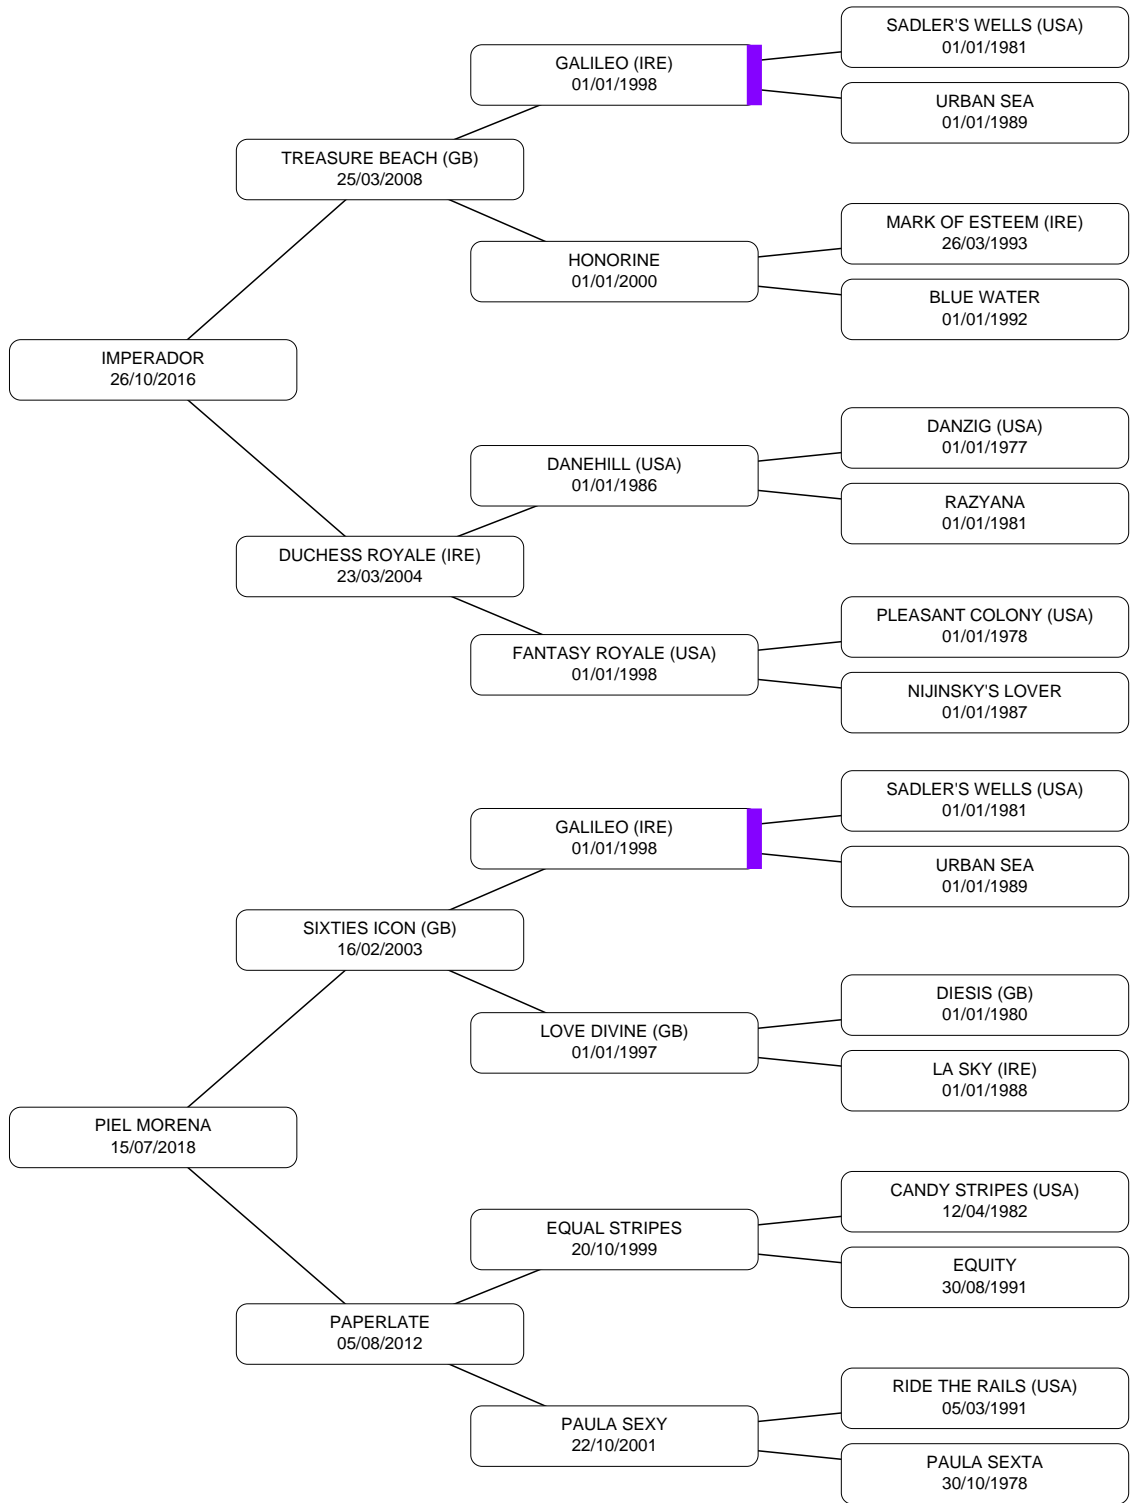 SADLER'S WELLS (USA)
01/01/1981
GALILEO (IRE)
01/01/1998
URBAN SEA
01/01/1989
TREASURE BEACH (GB)
25/03/2008
MARK OF ESTEEM (IRE)
26/03/1993
HONORINE
01/01/2000
BLUE WATER
01/01/1992
IMPERADOR
26/10/2016
DANZIG (USA)
01/01/1977
DANEHILL (USA)
01/01/1986
RAZYANA
01/01/1981
DUCHESS ROYALE (IRE)
23/03/2004
PLEASANT COLONY (USA)
01/01/1978
FANTASY ROYALE (USA)
01/01/1998
NIJINSKY'S LOVER
01/01/1987
SADLER'S WELLS (USA)
01/01/1981
GALILEO (IRE)
01/01/1998
URBAN SEA
01/01/1989
SIXTIES ICON (GB)
16/02/2003
DIESIS (GB)
01/01/1980
LOVE DIVINE (GB)
01/01/1997
LA SKY (IRE)
01/01/1988
PIEL MORENA
15/07/2018
CANDY STRIPES (USA)
12/04/1982
EQUAL STRIPES
20/10/1999
EQUITY
30/08/1991
PAPERLATE
05/08/2012
RIDE THE RAILS (USA)
05/03/1991
PAULA SEXY
22/10/2001
PAULA SEXTA
30/10/1978